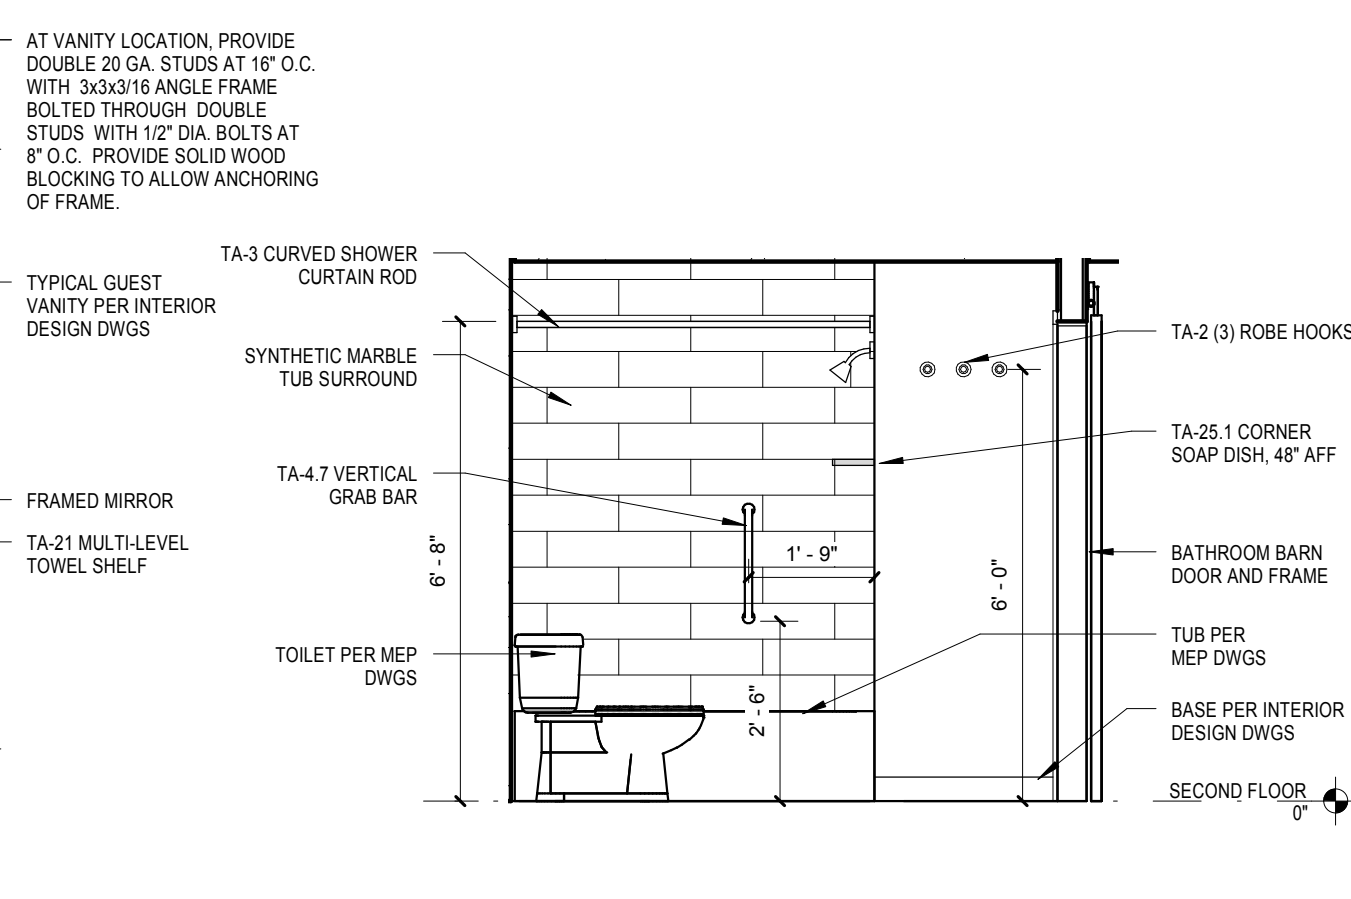 AT VANITY LOCATION, PROVIDE
DOUBLE 20 GA. STUDS AT 16" O.C.
WITH 3x3x3/16 ANGLE FRAME
BOLTED THROUGH DOUBLE
STUDS WITH 1/2" DIA. BOLTS AT
8" O.C. PROVIDE SOLID WOOD
BLOCKING TO ALLOW ANCHORING
OF FRAME.
TYPICAL GUEST
VANITY PER INTERIOR
DESIGN DWGS
FRAMED MIRROR
TA-21 MULTI-LEVEL
TOWEL SHELF
TA-3 CURVED SHOWER
CURTAIN ROD
SYNTHETIC MARBLE
TUB SURROUND
TA-4.7 VERTICAL
GRAB BAR
TOILET PER MEP
DWGS
6' - 8"
1' - 9"
2' - 6"
6' - 0"
TA-2 (3) ROBE HOOKS
TA-25.1 CORNER
SOAP DISH, 48" AFF
BATHROOM BARN
DOOR AND FRAME
TUB PER
MEP DWGS
BASE PER INTERIOR
DESIGN DWGS
SECOND FLOOR
0"